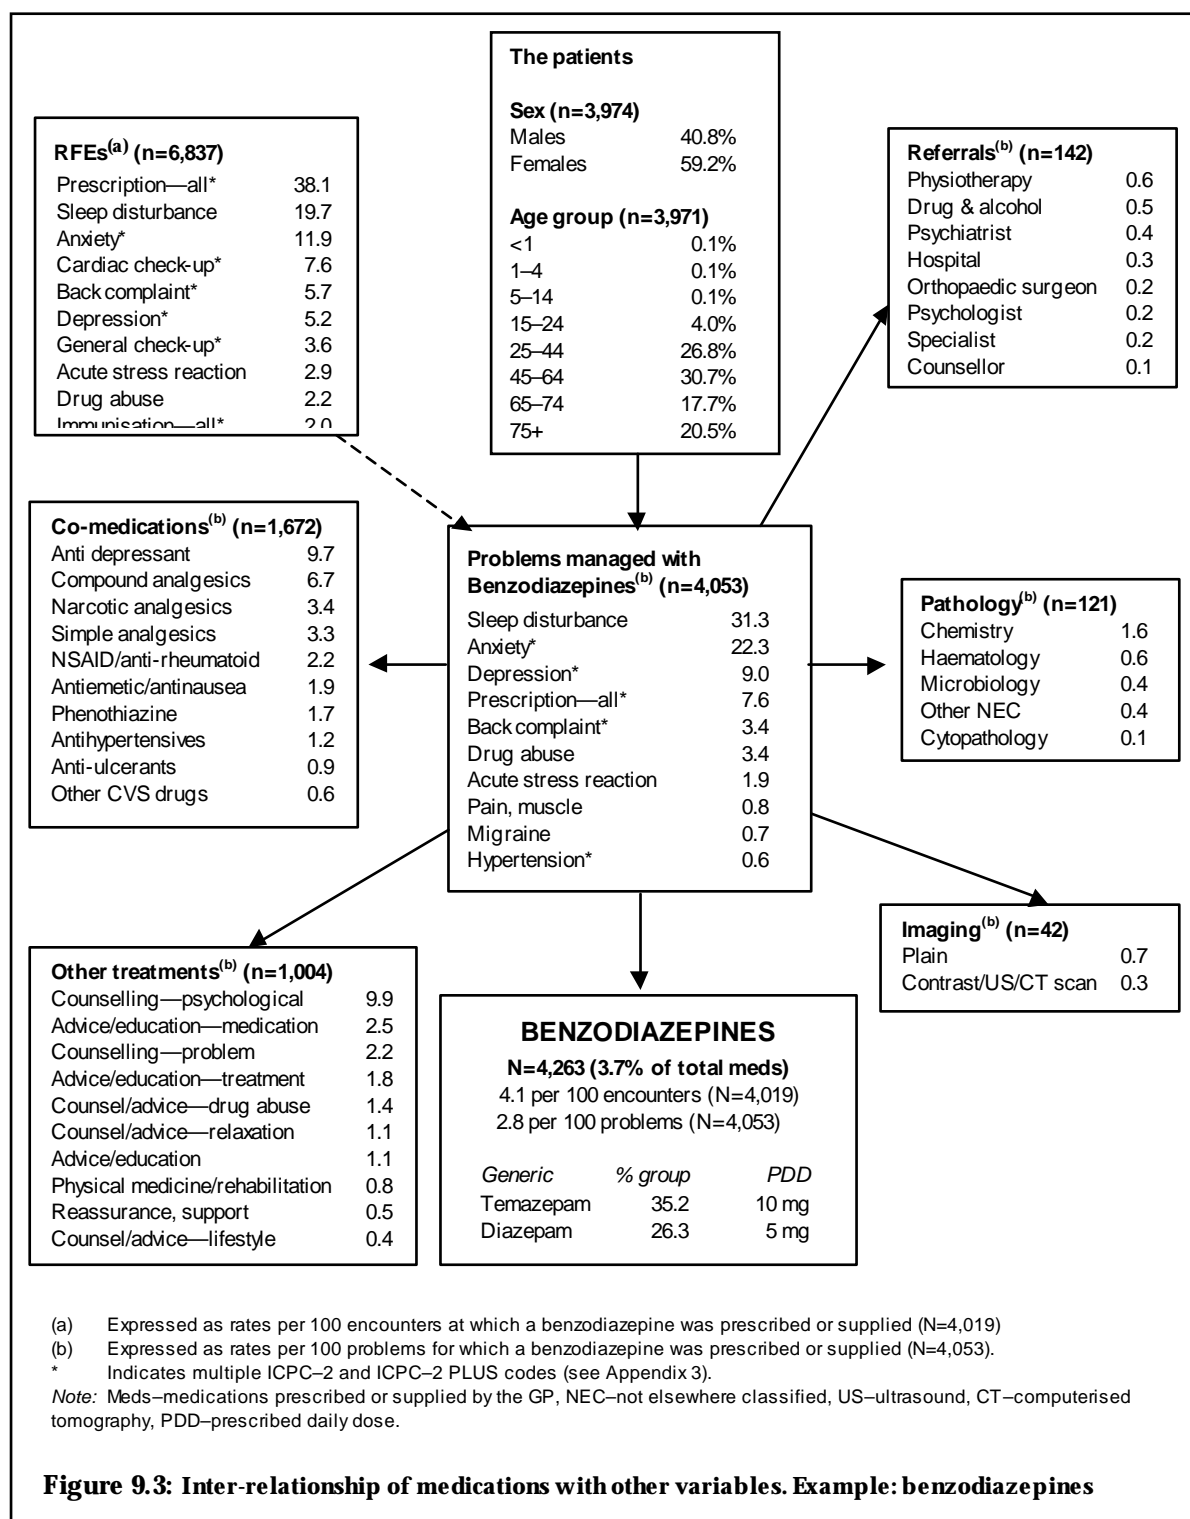 The patients
Sex (n=3,974)
Males 40.8%
Females 59.2%
Age group (n=3,971)
<1 0.1%
1–4 0.1%
5–14 0.1%
15–24 4.0%
25–44 26.8%
45–64 30.7%
65–74 17.7%
75+ 20.5%
RFEs(a) (n=6,837)
Prescription—all* 38.1
Sleep disturbance 19.7
Anxiety* 11.9
Cardiac check-up* 7.6
Back complaint* 5.7
Depression* 5.2
General check-up* 3.6
Acute stress reaction 2.9
Drug abuse 2.2
Immunisation—all* 2.0
Referrals(b) (n=142)
Physiotherapy 0.6
Drug & alcohol 0.5
Psychiatrist 0.4
Hospital 0.3
Orthopaedic surgeon 0.2
Psychologist 0.2
Specialist 0.2
Counsellor 0.1
Co-medications(b) (n=1,672)
Anti depressant 9.7
Compound analgesics 6.7
Narcotic analgesics 3.4
Simple analgesics 3.3
NSAID/anti-rheumatoid 2.2
Antiemetic/antinausea 1.9
Phenothiazine 1.7
Antihypertensives 1.2
Anti-ulcerants 0.9
Other CVS drugs 0.6
Problems managed with
Benzodiazepines(b) (n=4,053)
Sleep disturbance 31.3
Anxiety* 22.3
Depression* 9.0
Prescription—all* 7.6
Back complaint* 3.4
Drug abuse 3.4
Acute stress reaction 1.9
Pain, muscle 0.8
Migraine 0.7
Hypertension* 0.6
Pathology(b) (n=121)
Chemistry 1.6
Haematology 0.6
Microbiology 0.4
Other NEC 0.4
Cytopathology 0.1
Imaging(b) (n=42)
Plain 0.7
Contrast/US/CT scan 0.3
Other treatments(b) (n=1,004)
Counselling—psychological 9.9
Advice/education—medication 2.5
Counselling—problem 2.2
Advice/education—treatment 1.8
Counsel/advice—drug abuse 1.4
Counsel/advice—relaxation 1.1
Advice/education 1.1
Physical medicine/rehabilitation 0.8
Reassurance, support 0.5
Counsel/advice—lifestyle 0.4
BENZODIAZEPINES
N=4,263 (3.7% of total meds)
4.1 per 100 encounters (N=4,019)
2.8 per 100 problems (N=4,053)
Generic % group PDD
Temazepam 35.2 10 mg
Diazepam 26.3 5 mg
(a) Expressed as rates per 100 encounters at which a benzodiazepine was prescribed or supplied (N=4,019)
(b) Expressed as rates per 100 problems for which a benzodiazepine was prescribed or supplied (N=4,053).
* Indicates multiple ICPC–2 and ICPC–2 PLUS codes (see Appendix 3).
Note: Meds–medications prescribed or supplied by the GP, NEC–not elsewhere classified, US–ultrasound, CT–computerised
tomography, PDD–prescribed daily dose.
Figure 9.3: Inter-relationship of medications with other variables. Example: benzodiazepines